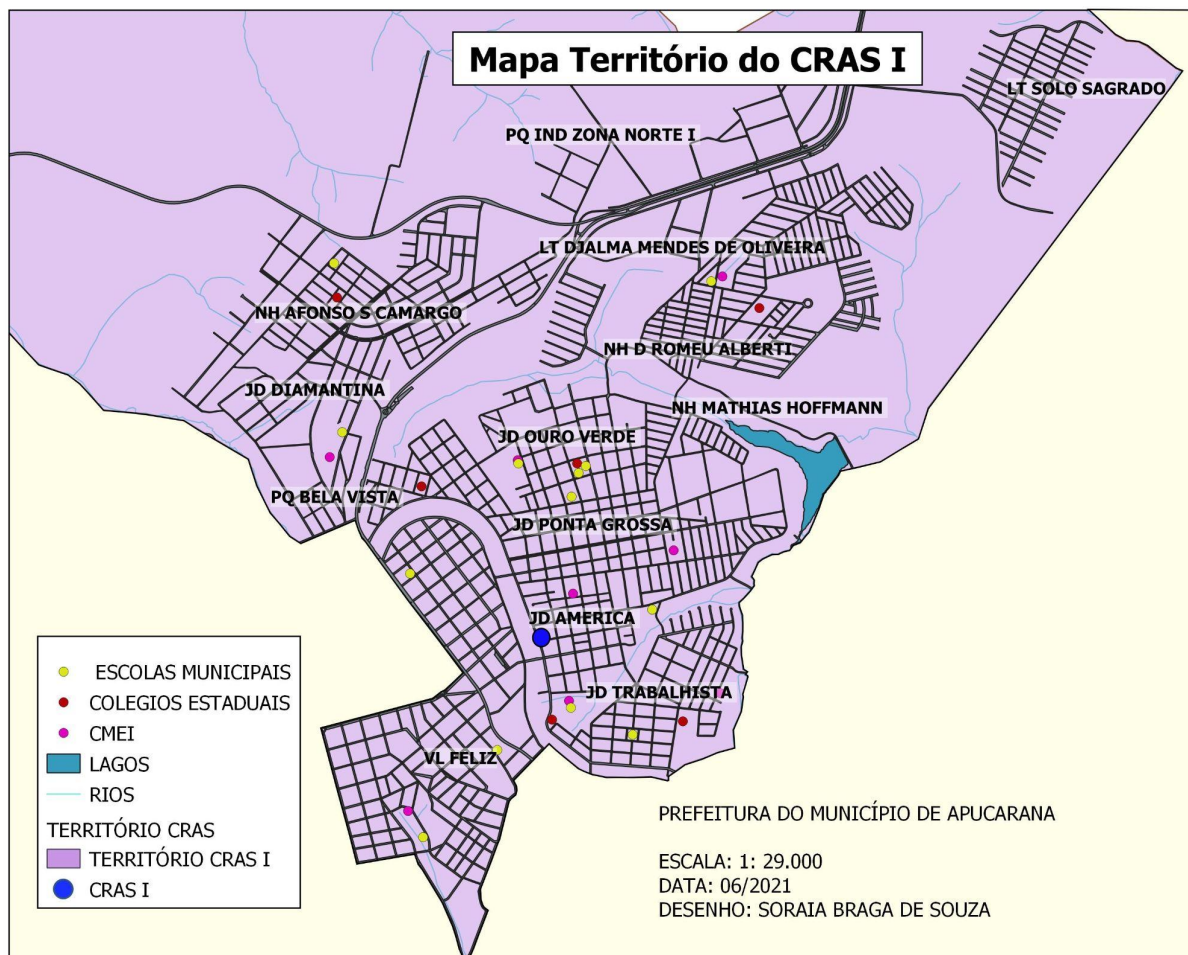 Mapa Território do CRAS I
LT SOLO SAGRADO
PQ IND ZONA NORTE I
LT DJALMA MENDES DE OLIVEIRA
NH AFONSO S CAMARGO
NH D ROMEU ALBERTI
JD DIAMANTINA
NH MATHIAS HOFFMANN
JD OURO VERDE
PQ BELA VISTA
JD PONTA GROSSA
JD AMERICA
JD TRABALHISTA
VL FELIZ
ESCOLAS MUNICIPAIS
COLEGIOS ESTADUAIS
CMEI
LAGOS
RIOS
TERRITÓRIO CRAS
TERRITÓRIO CRAS I
CRAS I
PREFEITURA DO MUNICÍPIO DE APUCARANA
ESCALA: 1: 29.000
DATA: 06/2021
DESENHO: SORAIA BRAGA DE SOUZA